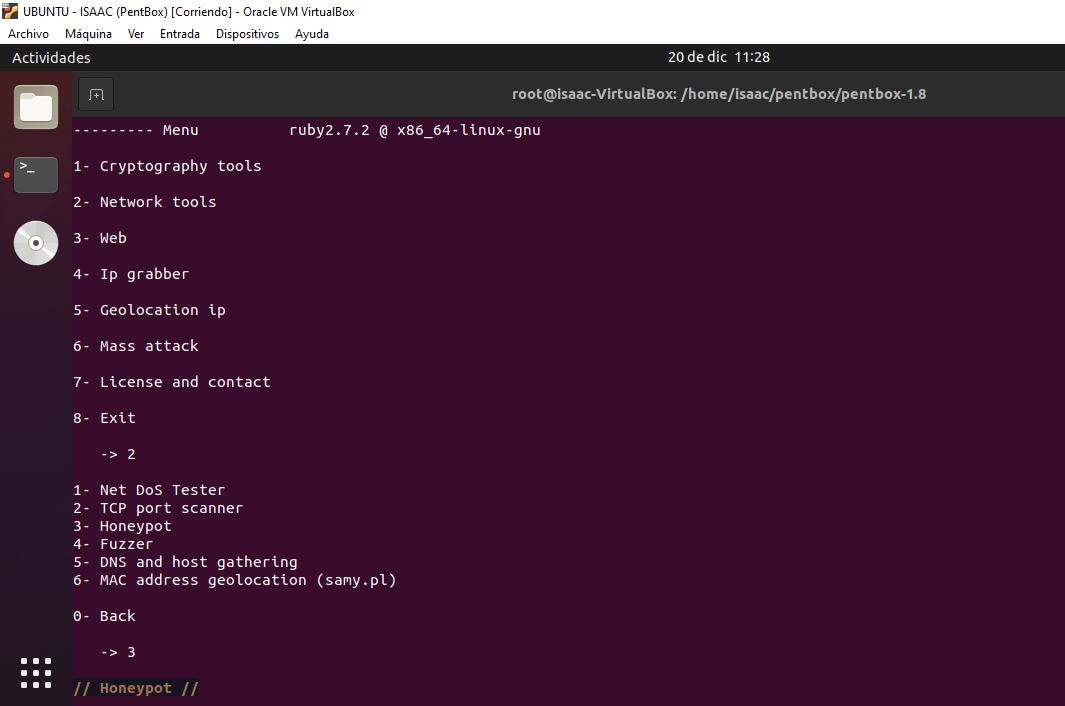 UBUNTU - ISAAC (PentBox) [Corriendo] - Oracle VM VirtualBox
Archivo Máquina Ver Entrada Dispositivos Ayuda
Actividades 20 de dic 11:28
root@isaac-VirtualBox: /home/isaac/pentbox/pentbox-1.8
--------- Menu ruby2.7.2 @ x86_64-linux-gnu
1- Cryptography tools
2- Network tools
3- Web
4- Ip grabber
5- Geolocation ip
6- Mass attack
7- License and contact
8- Exit
-> 2
1- Net DoS Tester
2- TCP port scanner
3- Honeypot
4- Fuzzer
5- DNS and host gathering
6- MAC address geolocation (samy.pl)
0- Back
-> 3
// Honeypot //